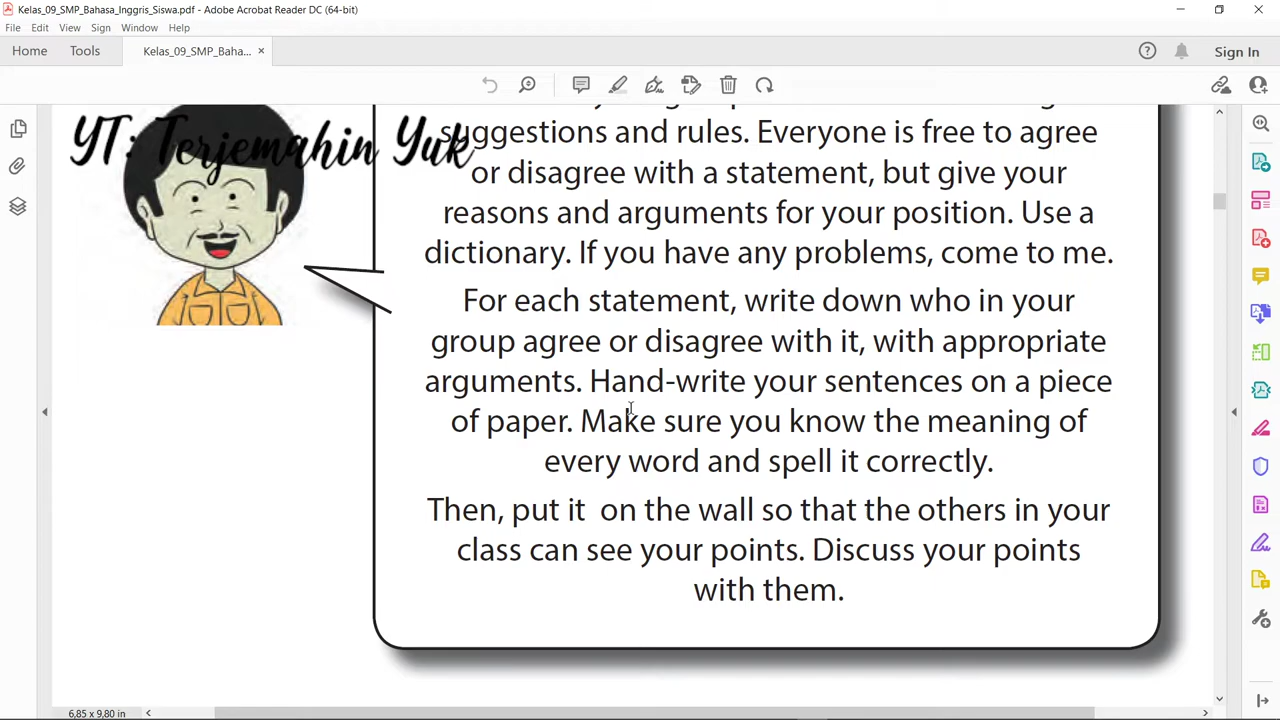 Kelas_09_SMP_Bahasa_Inggris_Siswa.pdf - Adobe Acrobat Reader DC (64-bit)
File Edit View Sign Window Help
Home Tools Kelas_09_SMP_Baha... Sign In
YT: Terjemahin Yuk
suggestions and rules. Everyone is free to agree
or disagree with a statement, but give your
reasons and arguments for your position. Use a
dictionary. If you have any problems, come to me.
For each statement, write down who in your
group agree or disagree with it, with appropriate
arguments. Hand-write your sentences on a piece
of paper. Make sure you know the meaning of
every word and spell it correctly.
Then, put it on the wall so that the others in your
class can see your points. Discuss your points
with them.
6,85 x 9,80 in